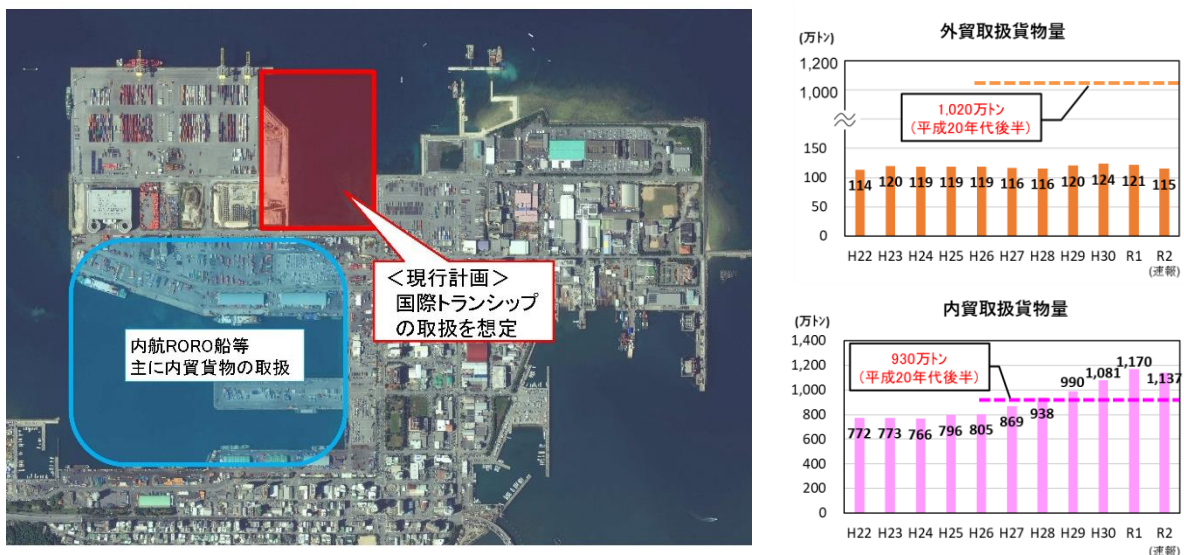 ＜現行計画＞
国際トランシップ
の取扱を想定
内航RORO船等
主に内貿貨物の取扱
外貿取扱貨物量
(万トン)
1,200
1,000
150
100
50
0
1,020万トン
(平成20年代後半)
114 120 119 119 119 116 116 120 124 121 115
H22 H23 H24 H25 H26 H27 H28 H29 H30 R1 R2
(速報)
内貿取扱貨物量
(万トン)
1,400
1,200
1,000
800
600
400
200
0
930万トン
(平成20年代後半)
772 773 766 796 805 869 938 990 1,081 1,170 1,137
H22 H23 H24 H25 H26 H27 H28 H29 H30 R1 R2
(速報)